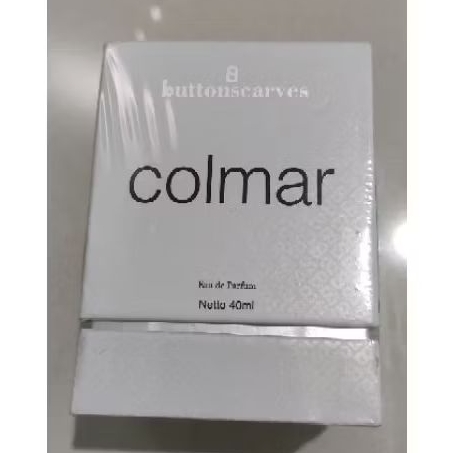 buttonscarves
colmar
Eau de Parfum
Netto 40ml